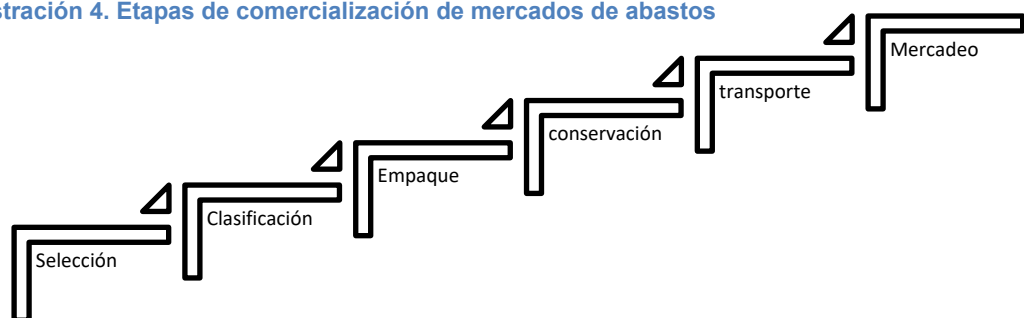 stración 4. Etapas de comercialización de mercados de abastos
Selección
Clasificación
Empaque
conservación
transporte
Mercadeo